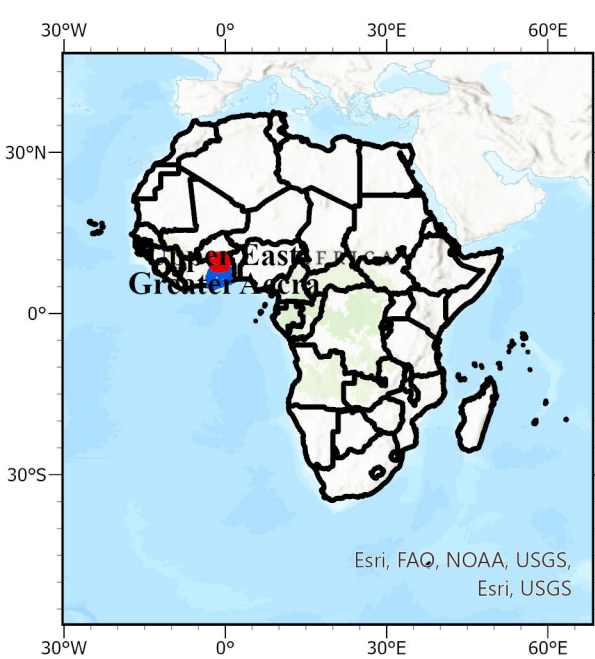 30°W 0° 30°E 60°E
30°N
Upper East
AFRICA
Greater Accra
0°
30°S
Esri, FAO, NOAA, USGS,
Esri, USGS
30°W 0° 30°E 60°E